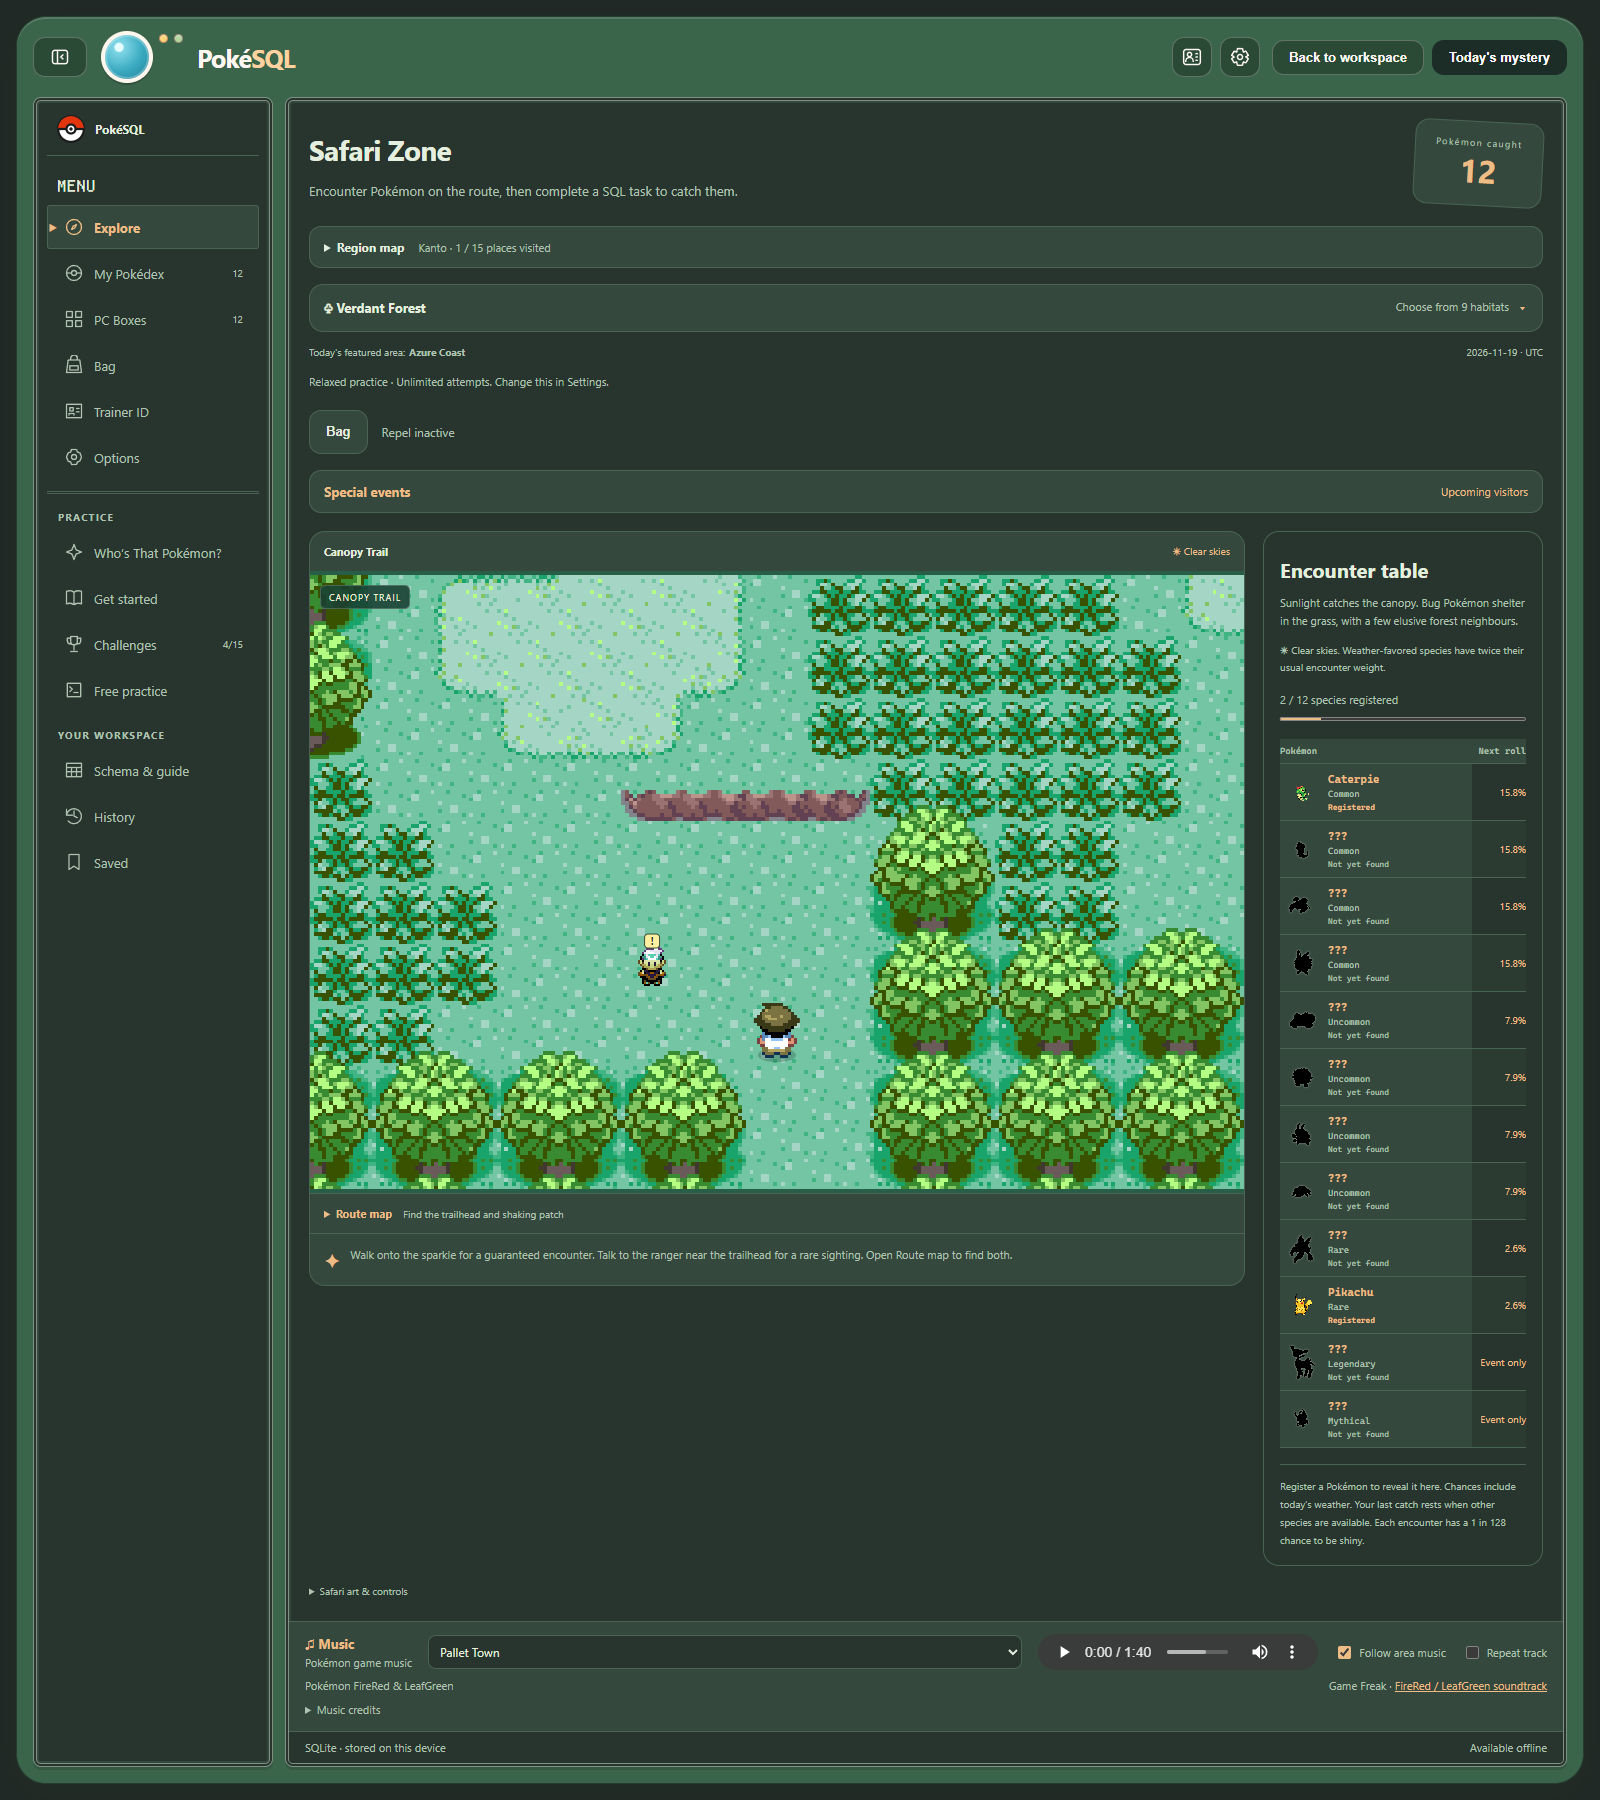 PokéSQL
Back to workspace
Today's mystery
PokéSQL
MENU
Explore
My Pokédex 12
PC Boxes 12
Bag
Trainer ID
Options
PRACTICE
Who's That Pokémon?
Get started
Challenges 4/15
Free practice
YOUR WORKSPACE
Schema & guide
History
Saved
Safari Zone
Encounter Pokémon on the route, then complete a SQL task to catch them.
Pokémon caught
12
Region map Kanto · 1 / 15 places visited
Verdant Forest Choose from 9 habitats
Today's featured area: Azure Coast 2026-11-19 · UTC
Relaxed practice · Unlimited attempts. Change this in Settings.
Bag Repel inactive
Special events Upcoming visitors
Canopy Trail Clear skies
CANOPY TRAIL
!
Route map Find the trailhead and shaking patch
Walk onto the sparkle for a guaranteed encounter. Talk to the ranger near the trailhead for a rare sighting. Open Route map to find both.
Encounter table
Sunlight catches the canopy. Bug Pokémon shelter
in the grass, with a few elusive forest neighbours.
Clear skies. Weather-favored species have twice their
usual encounter weight.
2 / 12 species registered
Pokémon Next roll
Caterpie
Common 15.8%
Registered
???
Common 15.8%
Not yet found
???
Common 15.8%
Not yet found
???
Common 15.8%
Not yet found
???
Uncommon 7.9%
Not yet found
???
Uncommon 7.9%
Not yet found
???
Uncommon 7.9%
Not yet found
???
Uncommon 7.9%
Not yet found
???
Rare 2.6%
Not yet found
Pikachu
Rare 2.6%
Registered
???
Legendary Event only
Not yet found
???
Mythical Event only
Not yet found
Register a Pokémon to reveal it here. Chances include
today's weather. Your last catch rests when other
species are available. Each encounter has a 1 in 128
chance to be shiny.
Safari art & controls
Music
Pokémon game music
Pallet Town
0:00 / 1:40
Follow area music
Repeat track
Pokémon FireRed & LeafGreen
Game Freak · FireRed / LeafGreen soundtrack
Music credits
SQLite · stored on this device
Available offline